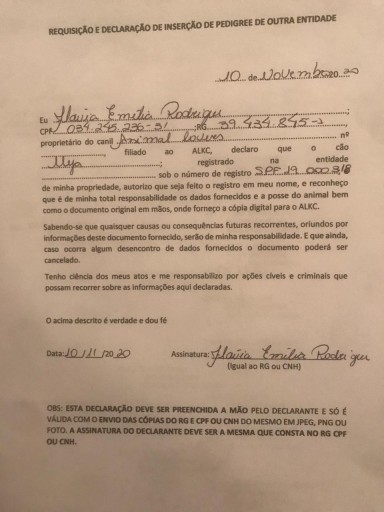 REQUISIÇÃO E DECLARAÇÃO DE INSERÇÃO DE PEDIGREE DE OUTRA ENTIDADE
10 de Novembro 20 20
Eu Flavia Emilia Rodrigues ;
CPF 034.245.236-31 RG 39.434.845-2
proprietário do canil Animal Lovers nº
, filiado ao ALKC, declaro que o cão
; registrado na entidade
sob o número de registro SPF 19 000 318
de minha propriedade, autorizo que seja feito o registro em meu nome, e reconheço
que é de minha total responsabilidade os dados fornecidos e a posse do animal bem
como o documento original em mãos, onde forneço a cópia digital para o ALKC.
Sabendo-se que quaisquer causas ou consequências futuras recorrentes, oriundos por
informações deste documento fornecido, serão de minha responsabilidade. E que ainda,
caso ocorra algum desencontro de dados fornecidos o documento poderá ser
cancelado.
Tenho ciência dos meus atos e me responsabilizo por ações cíveis e criminais que
possam recorrer sobre as informações aqui declaradas.
O acima descrito é verdade e dou fé
Data: 10 / 11 /20 20 Assinatura: Flavia Emilia Rodrigues
(Igual ao RG ou CNH)
OBS: ESTA DECLARAÇÃO DEVE SER PREENCHIDA A MÃO PELO DECLARANTE E SÓ É
VÁLIDA COM O ENVIO DAS CÓPIAS DO RG E CPF OU CNH DO MESMO EM JPEG, PNG OU
FOTO. A ASSINATURA DO DECLARANTE DEVE SER A MESMA QUE CONSTA NO RG CPF
OU CNH.